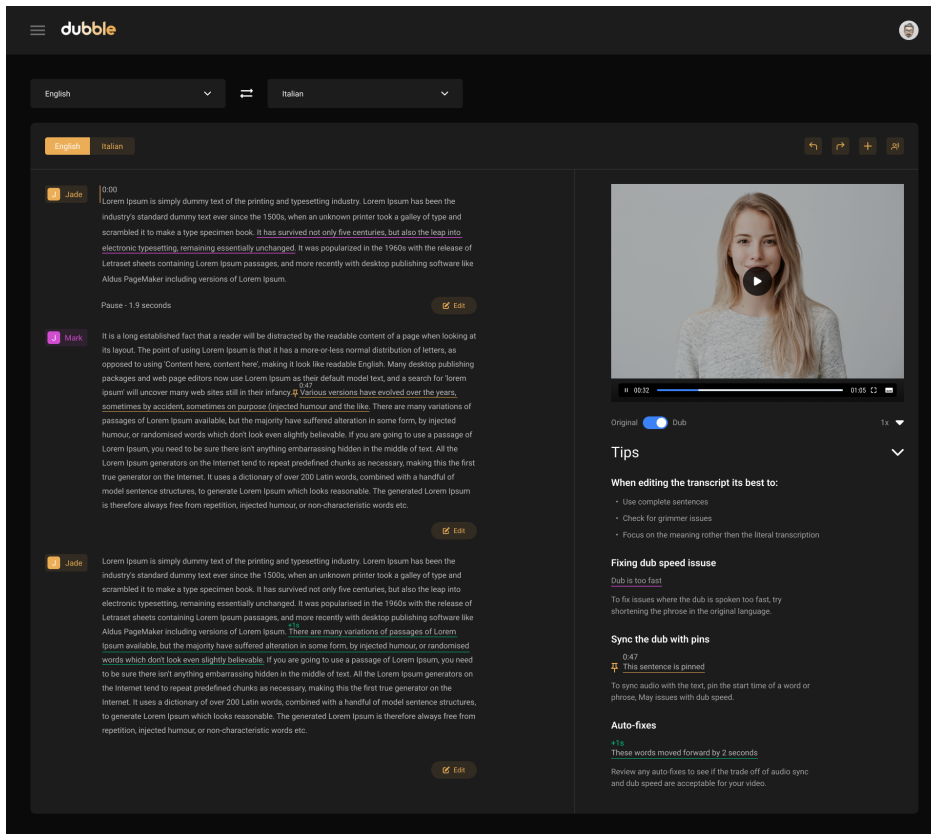 dubble
English
Italian
English
Italian
J Jade
0:00
Lorem Ipsum is simply dummy text of the printing and typesetting industry. Lorem Ipsum has been the
industry's standard dummy text ever since the 1500s, when an unknown printer took a galley of type and
scrambled it to make a type specimen book. It has survived not only five centuries, but also the leap into
electronic typesetting, remaining essentially unchanged. It was popularized in the 1960s with the release of
Letraset sheets containing Lorem Ipsum passages, and more recently with desktop publishing software like
Aldus PageMaker including versions of Lorem Ipsum.
Pause - 1.9 seconds
Edit
J Mark
It is a long established fact that a reader will be distracted by the readable content of a page when looking at
its layout. The point of using Lorem Ipsum is that it has a more-or-less normal distribution of letters, as
opposed to using 'Content here, content here', making it look like readable English. Many desktop publishing
packages and web page editors now use Lorem Ipsum as their default model text, and a search for 'lorem
0:47
ipsum' will uncover many web sites still in their infancy. Various versions have evolved over the years,
sometimes by accident, sometimes on purpose (injected humour and the like. There are many variations of
passages of Lorem Ipsum available, but the majority have suffered alteration in some form, by injected
humour, or randomised words which don't look even slightly believable. If you are going to use a passage of
Lorem Ipsum, you need to be sure there isn't anything embarrassing hidden in the middle of text. All the
Lorem Ipsum generators on the Internet tend to repeat predefined chunks as necessary, making this the first
true generator on the Internet. It uses a dictionary of over 200 Latin words, combined with a handful of
model sentence structures, to generate Lorem Ipsum which looks reasonable. The generated Lorem Ipsum
is therefore always free from repetition, injected humour, or non-characteristic words etc.
Edit
J Jade
Lorem Ipsum is simply dummy text of the printing and typesetting industry. Lorem Ipsum has been the
industry's standard dummy text ever since the 1500s, when an unknown printer took a galley of type and
scrambled it to make a type specimen book. It has survived not only five centuries, but also the leap into
electronic typesetting, remaining essentially unchanged. It was popularised in the 1960s with the release of
Letraset sheets containing Lorem Ipsum passages, and more recently with desktop publishing software like
+1s
Aldus PageMaker including versions of Lorem Ipsum. There are many variations of passages of Lorem
Ipsum available, but the majority have suffered alteration in some form, by injected humour, or randomised
words which don't look even slightly believable. If you are going to use a passage of Lorem Ipsum, you need
to be sure there isn't anything embarrassing hidden in the middle of text. All the Lorem Ipsum generators on
the Internet tend to repeat predefined chunks as necessary, making this the first true generator on the
Internet. It uses a dictionary of over 200 Latin words, combined with a handful of model sentence structures,
to generate Lorem Ipsum which looks reasonable. The generated Lorem Ipsum is therefore always free from
repetition, injected humour, or non-characteristic words etc.
Edit
00:32
01:05
Original
Dub
1x
Tips
When editing the transcript its best to:
• Use complete sentences
• Check for grimmer issues
• Focus on the meaning rother then the literal transcription
Fixing dub speed issuse
Dub is too fast
To fix issues where the dub is spoken too fast, try
shortening the phrase in the original language.
Sync the dub with pins
0:47
This sentence is pinned
To sync audio with the text, pin the start time of a word or
phrase, May issues with dub speed.
Auto-fixes
+1s
These words moved forward by 2 seconds
Review any auto-fixes to see if the trade off of audio sync
and dub speed are acceptable for your video.